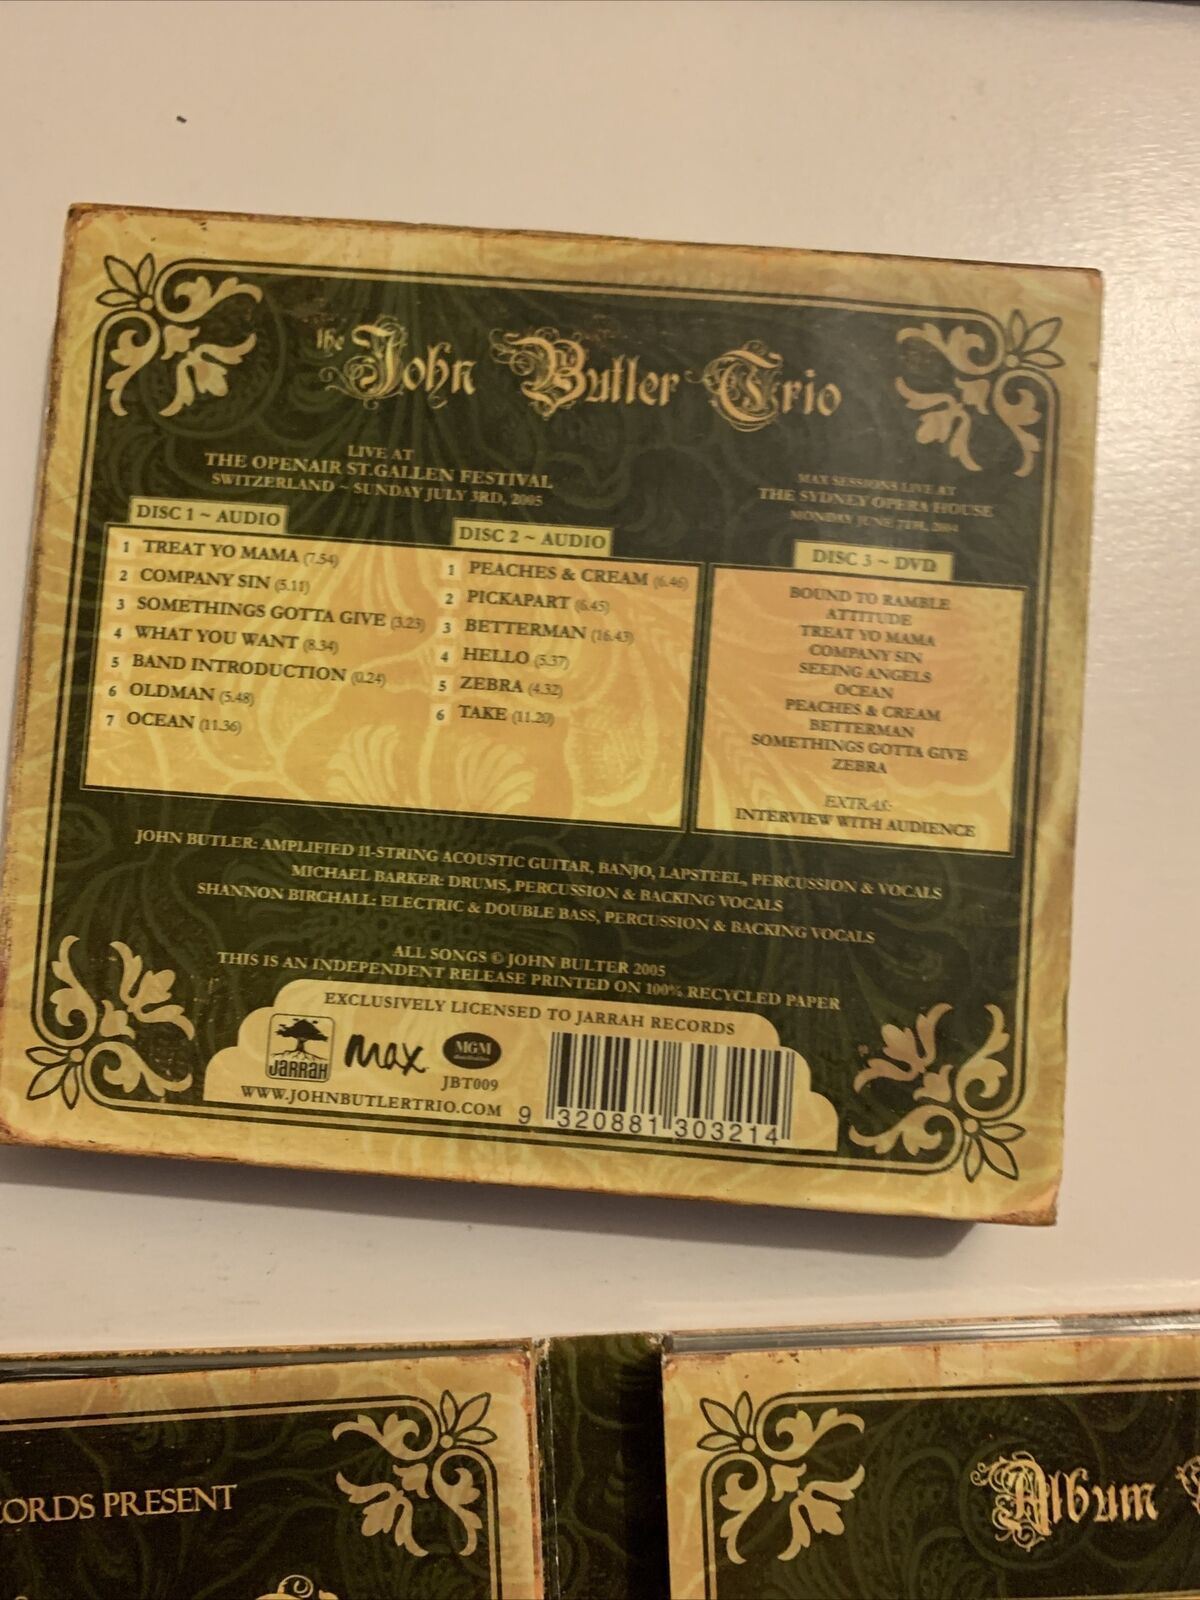 the John Butler Trio
LIVE AT
THE OPENAIR ST.GALLEN FESTIVAL
SWITZERLAND ~ SUNDAY JULY 3RD, 2005
MAX SESSIONS LIVE AT
THE SYDNEY OPERA HOUSE
MONDAY JUNE 7TH, 2004
DISC 1 ~ AUDIO
1 TREAT YO MAMA (7.54)
2 COMPANY SIN (5.11)
3 SOMETHINGS GOTTA GIVE (3.23)
4 WHAT YOU WANT (8.34)
5 BAND INTRODUCTION (0.24)
6 OLDMAN (5.48)
7 OCEAN (11.36)
DISC 2 ~ AUDIO
1 PEACHES & CREAM (6.46)
2 PICKAPART (6.45)
3 BETTERMAN (16.43)
4 HELLO (5.37)
5 ZEBRA (4.32)
6 TAKE (11.20)
DISC 3 ~ DVD
BOUND TO RAMBLE
ATTITUDE
TREAT YO MAMA
COMPANY SIN
SEEING ANGELS
OCEAN
PEACHES & CREAM
BETTERMAN
SOMETHINGS GOTTA GIVE
ZEBRA
EXTRAS:
INTERVIEW WITH AUDIENCE
JOHN BUTLER: AMPLIFIED 11-STRING ACOUSTIC GUITAR, BANJO, LAPSTEEL, PERCUSSION & VOCALS
MICHAEL BARKER: DRUMS, PERCUSSION & BACKING VOCALS
SHANNON BIRCHALL: ELECTRIC & DOUBLE BASS, PERCUSSION & BACKING VOCALS
ALL SONGS © JOHN BULTER 2005
THIS IS AN INDEPENDENT RELEASE PRINTED ON 100% RECYCLED PAPER
EXCLUSIVELY LICENSED TO JARRAH RECORDS
JARRAH
max
MGM
distribution
JBT009
WWW.JOHNBUTLERTRIO.COM
9 320881 303214
CORDS PRESENT
Album